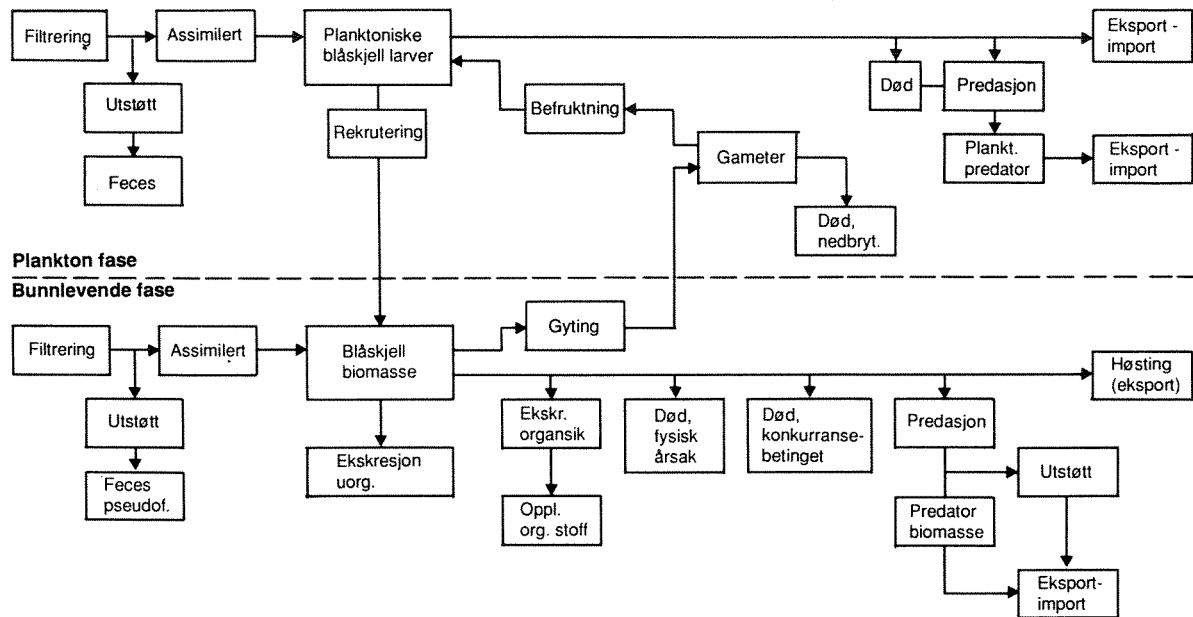 Filtrering
Assimilert
Planktoniske
blåskjell larver
Eksport -
import
Utstøtt
Feces
Rekrutering
Befruktning
Gameter
Død,
nedbryt.
Død
Predasjon
Plankt.
predator
Eksport -
import
Plankton fase
Bunnlevende fase
Filtrering
Assimilert
Blåskjell
biomasse
Gyting
Høsting
(eksport)
Utstøtt
Feces
pseudof.
Ekskresjon
uorg.
Ekskr.
organsik
Oppl.
org. stoff
Død,
fysisk
årsak
Død,
konkurranse-
betinget
Predasjon
Utstøtt
Predator
biomasse
Eksport-
import